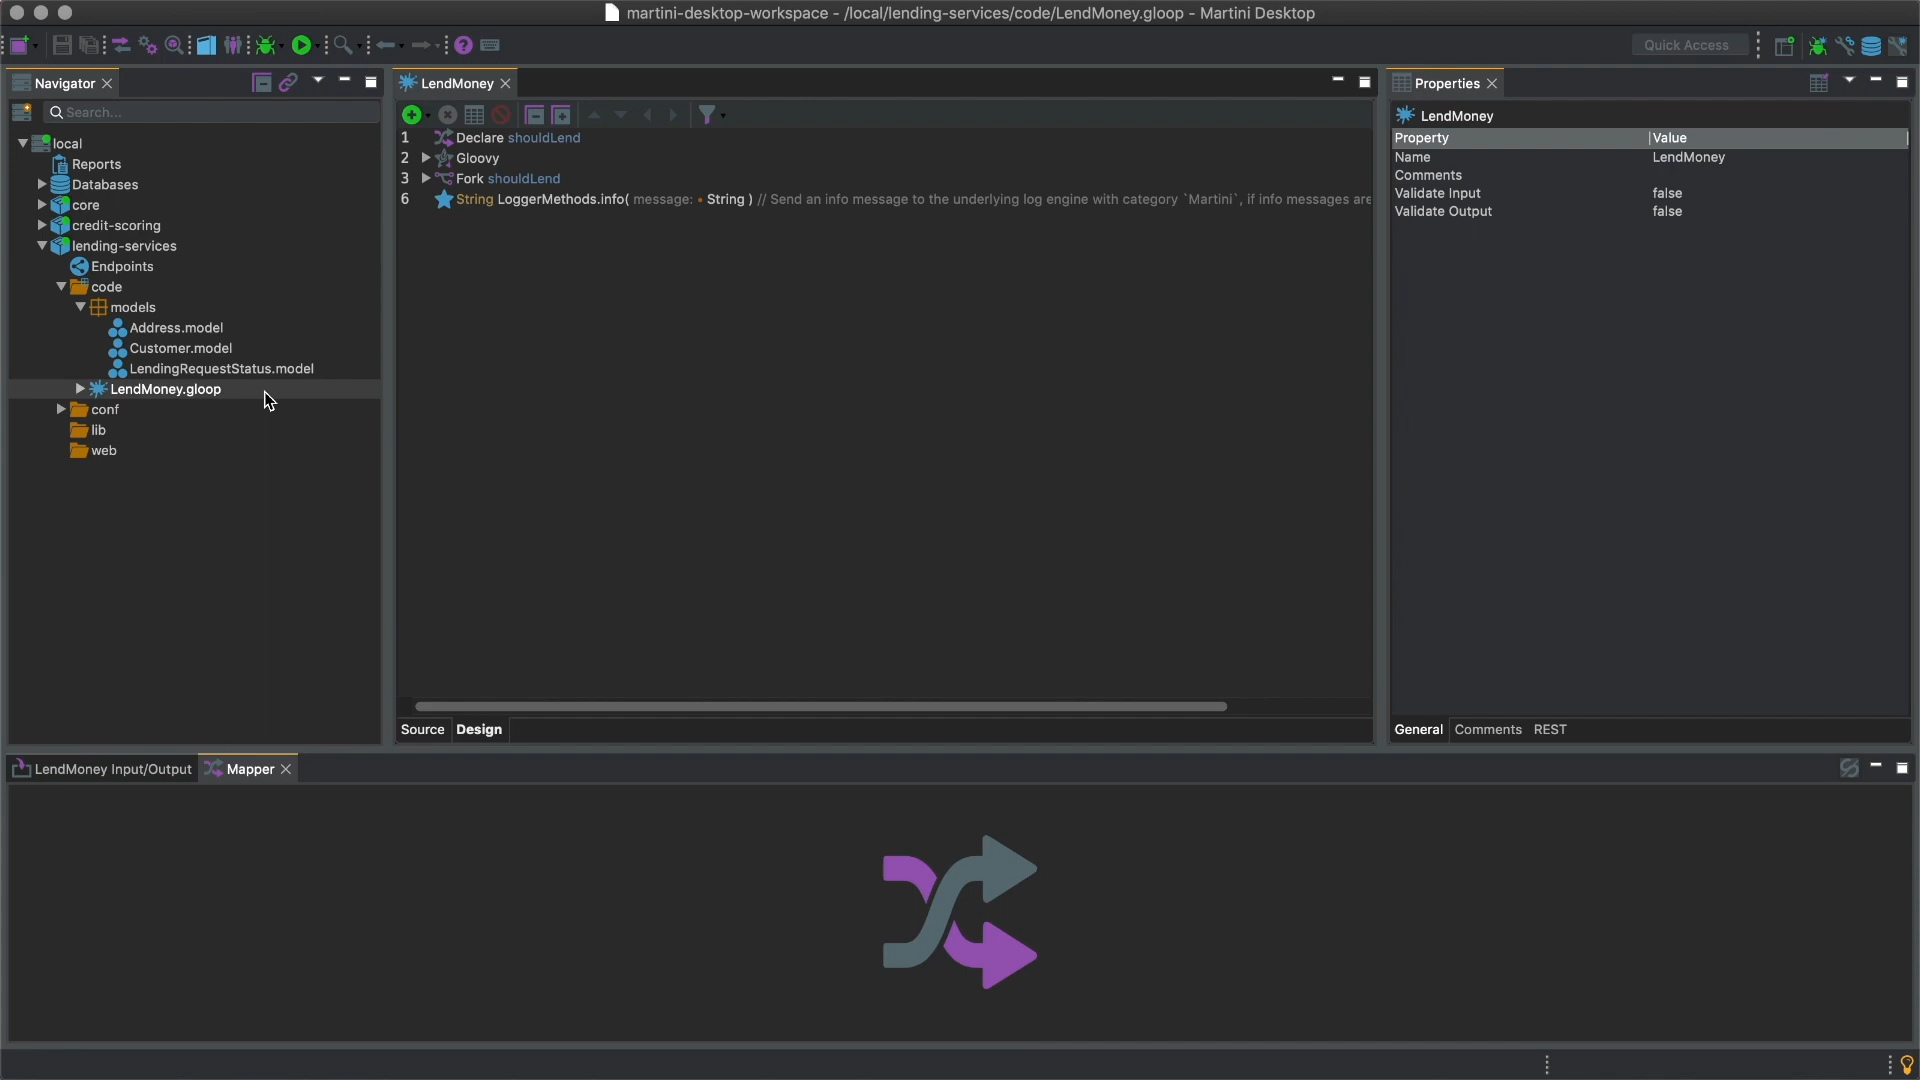 martini-desktop-workspace - /local/lending-services/code/LendMoney.gloop - Martini Desktop
Quick Access
Navigator
Search...
local
Reports
Databases
core
credit-scoring
lending-services
Endpoints
code
models
Address.model
Customer.model
LendingRequestStatus.model
LendMoney.gloop
conf
lib
web
LendMoney
1 Declare shouldLend
2 Gloovy
3 Fork shouldLend
6 String LoggerMethods.info( message: • String ) // Send an info message to the underlying log engine with category `Martini`, if info messages are
Source Design
Properties
LendMoney
Property Value
Name LendMoney
Comments
Validate Input false
Validate Output false
General Comments REST
LendMoney Input/Output Mapper